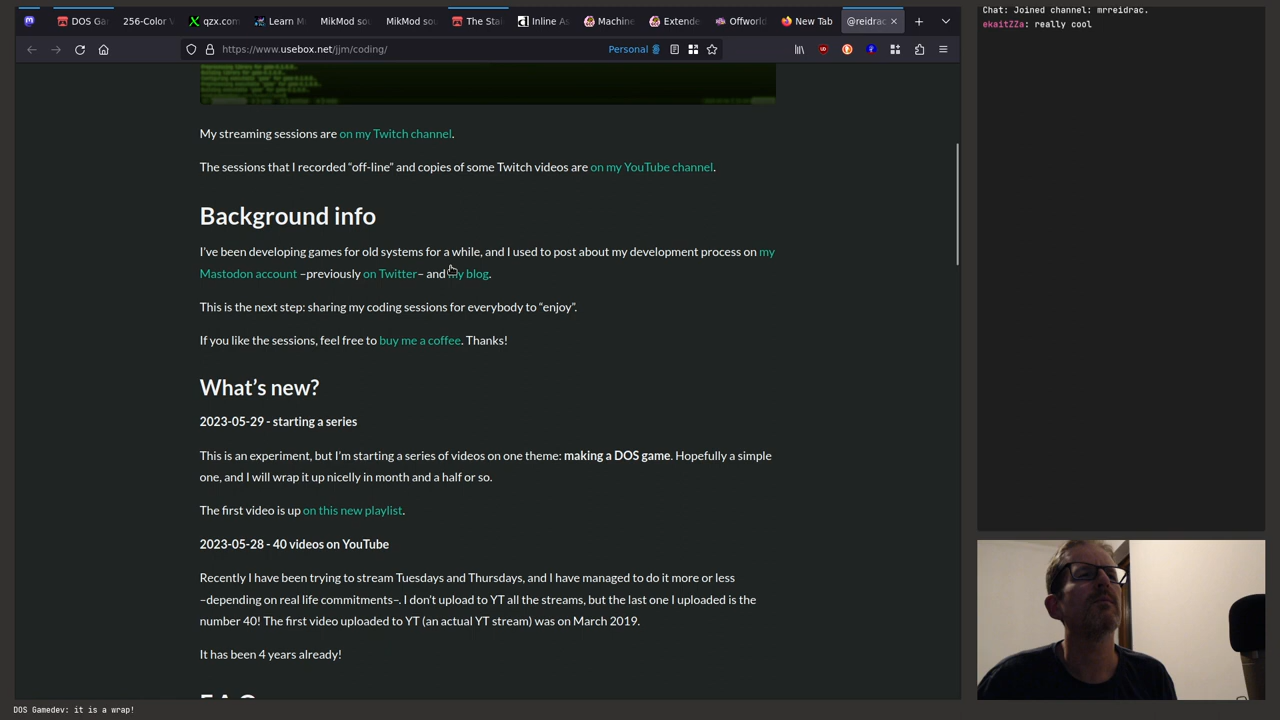 DOS Gar
256-Color
qzx.com
Learn M
MikMod sou
MikMod sou
The Sta
Inline As
Machine
Extende
Offworld
New Tab
@reidrac
https://www.usebox.net/jjm/coding/
Personal
Chat: Joined channel: mrreidrac.
ekaitZZa: really cool
My streaming sessions are on my Twitch channel.
The sessions that I recorded “off-line” and copies of some Twitch videos are on my YouTube channel.
Background info
I’ve been developing games for old systems for a while, and I used to post about my development process on my
Mastodon account –previously on Twitter– and my blog.
This is the next step: sharing my coding sessions for everybody to “enjoy”.
If you like the sessions, feel free to buy me a coffee. Thanks!
What’s new?
2023-05-29 - starting a series
This is an experiment, but I’m starting a series of videos on one theme: making a DOS game. Hopefully a simple
one, and I will wrap it up nicelly in month and a half or so.
The first video is up on this new playlist.
2023-05-28 - 40 videos on YouTube
Recently I have been trying to stream Tuesdays and Thursdays, and I have managed to do it more or less
–depending on real life commitments–. I don’t upload to YT all the streams, but the last one I uploaded is the
number 40! The first video uploaded to YT (an actual YT stream) was on March 2019.
It has been 4 years already!
F.A.Q.
DOS Gamedev: it is a wrap!